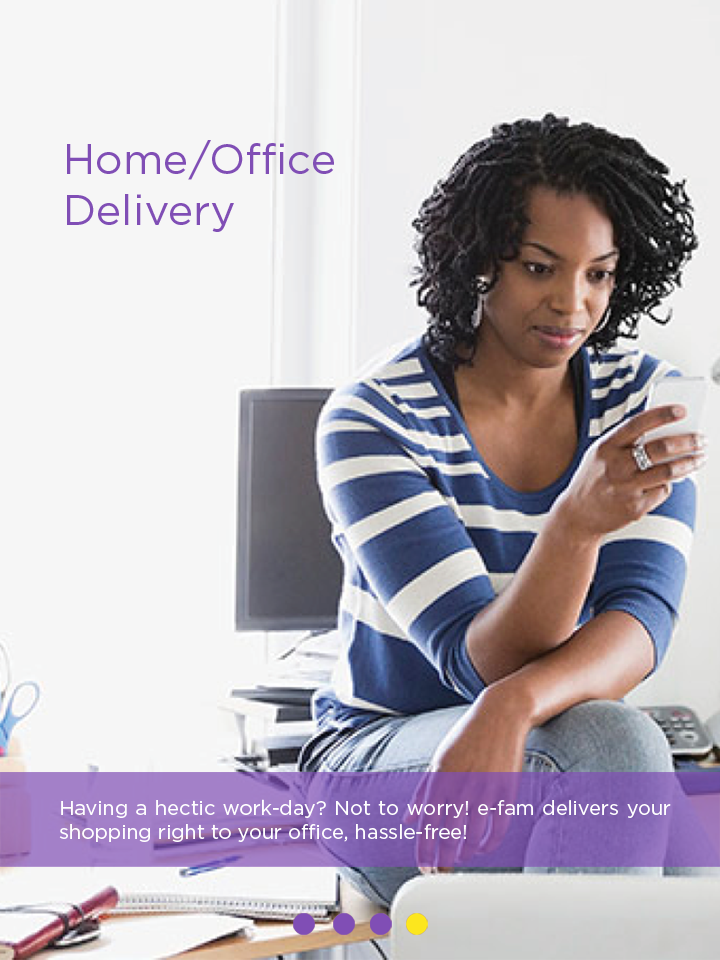 Home/Office
Delivery
Having a hectic work-day? Not to worry! e-fam delivers your
shopping right to your office, hassle-free!